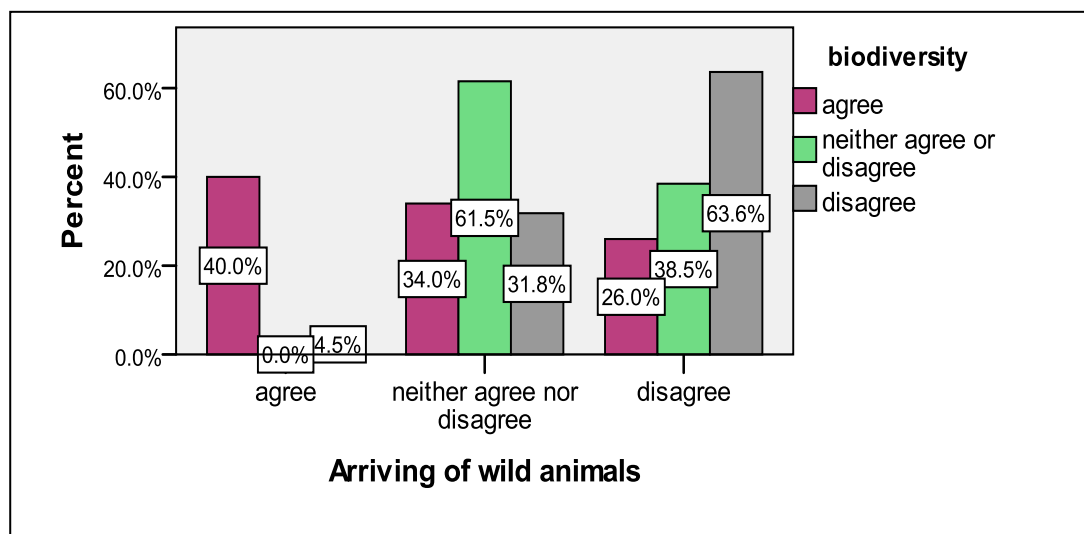 biodiversity
agree
neither agree or
disagree
disagree
Percent
60.0%
40.0%
20.0%
0.0%
40.0%
0.0%
4.5%
34.0%
61.5%
31.8%
26.0%
38.5%
63.6%
agree
neither agree nor
disagree
disagree
Arriving of wild animals